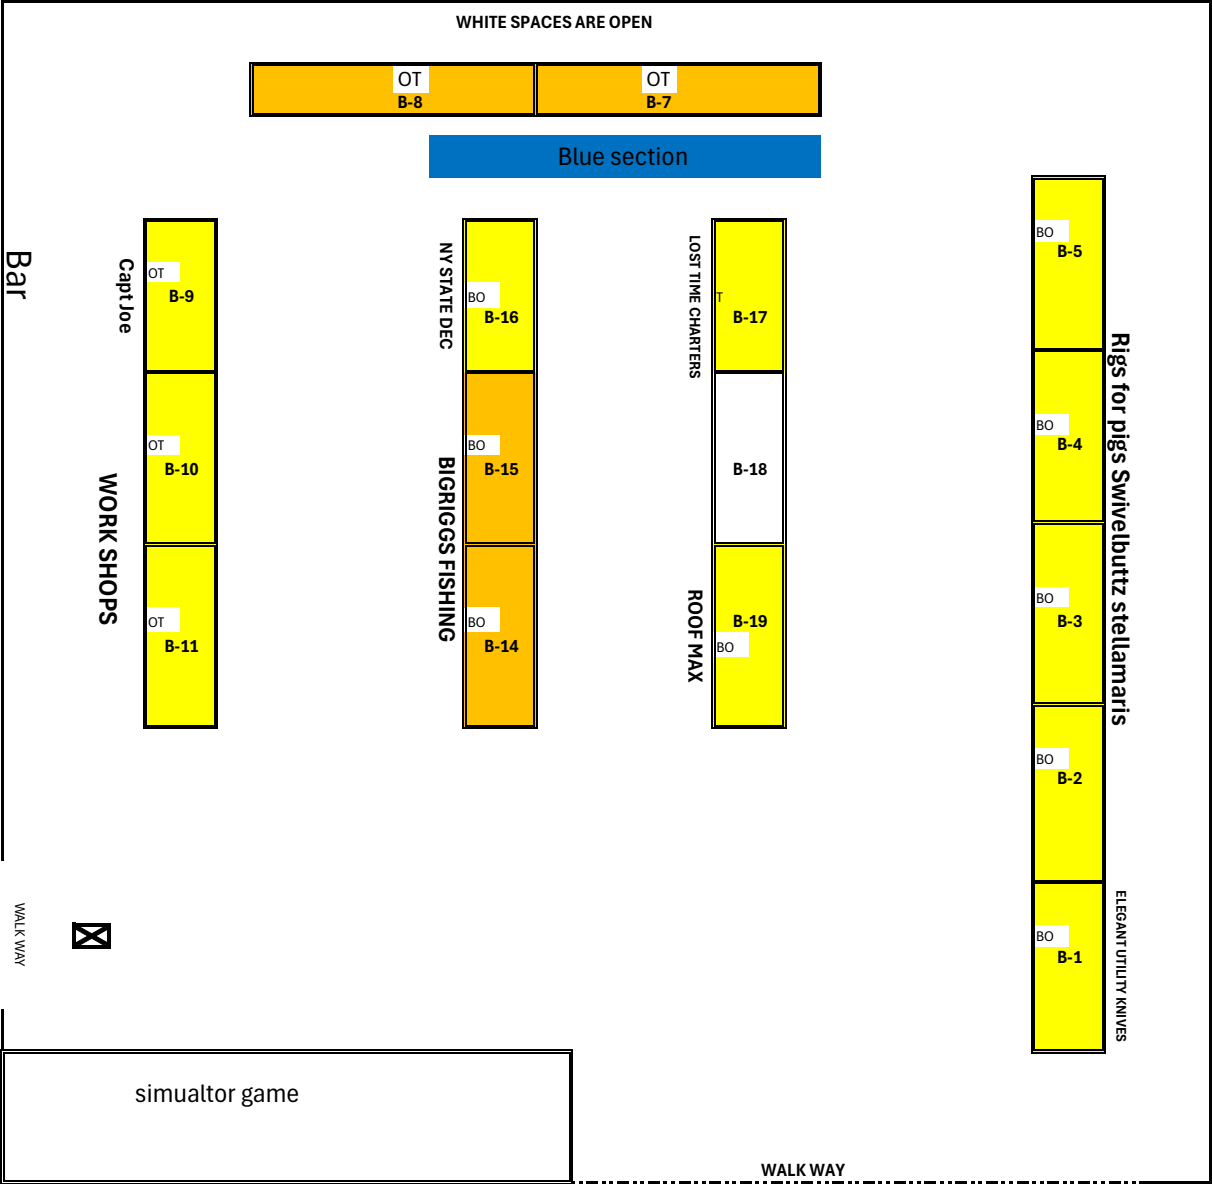 WHITE SPACES ARE OPEN
OT
B-8
OT
B-7
Blue section
Bar
Capt Joe
OT
B-9
OT
B-10
OT
B-11
WORK SHOPS
NY STATE DEC
BO
B-16
BIGRIGGS FISHING
BO
B-15
BO
B-14
LOST TIME CHARTERS
T
B-17
B-18
ROOF MAX
B-19
BO
BO
B-5
BO
B-4
BO
B-3
BO
B-2
BO
B-1
Rigs for pigs Swivelbuttz stellamaris
ELEGANT UTILITY KNIVES
WALK WAY
simualtor game
WALK WAY